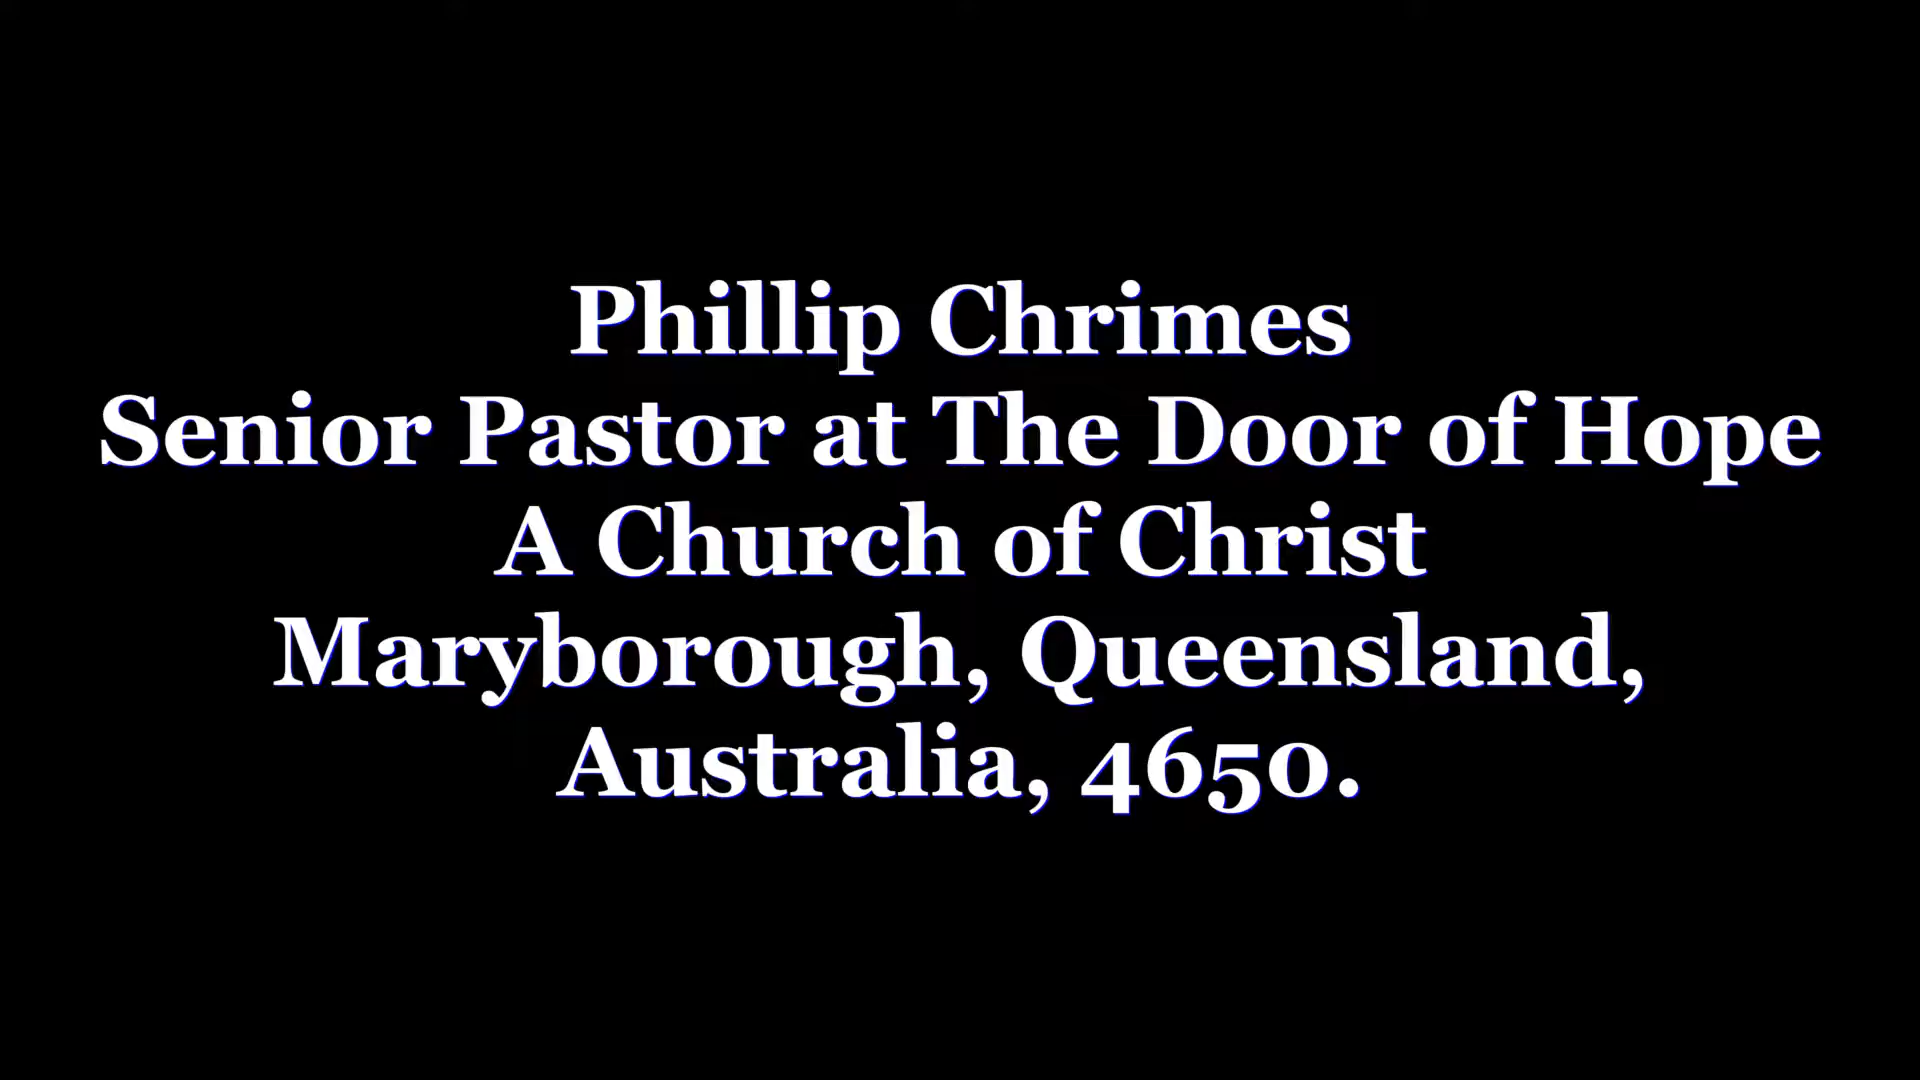 Phillip Chrimes
Senior Pastor at The Door of Hope
A Church of Christ
Maryborough, Queensland,
Australia, 4650.